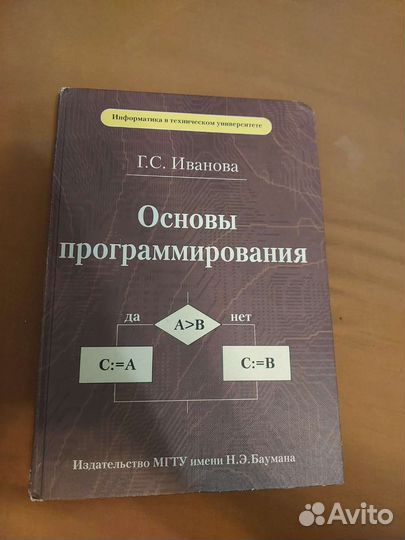 Информатика в техническом университете
Г.С. Иванова
Основы
программирования
да
нет
A>B
C:=A
C:=B
Издательство МГТУ имени Н.Э.Баумана
Avito